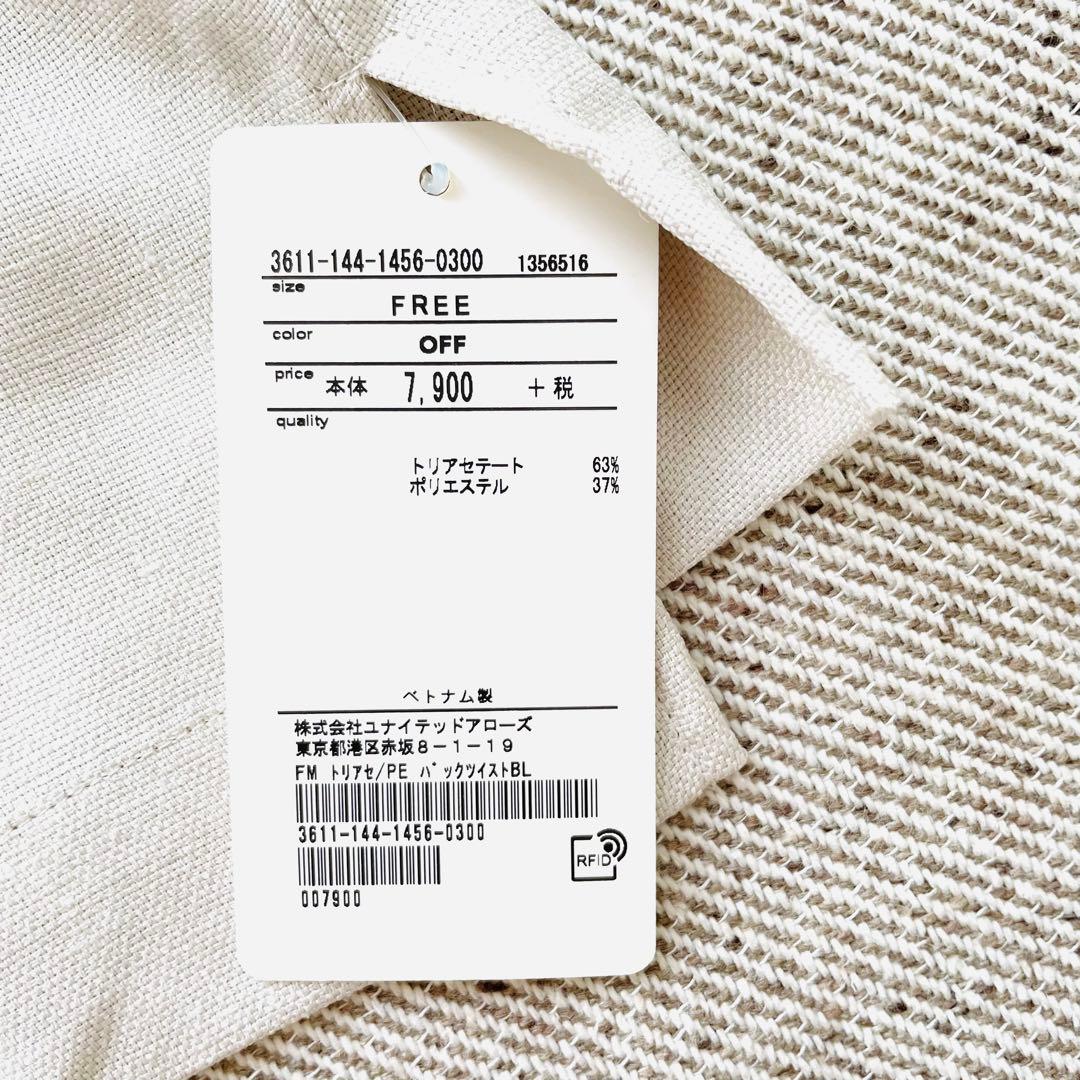 3611-144-1456-0300 1356516
size
FREE
color
OFF
price 本体 7,900 +税
quality
トリアセテート 63%
ポリエステル 37%
ベトナム製
株式会社ユナイテッドアローズ
東京都港区赤坂8-1-19
FM トリアセ/PE バックツイストBL
3611-144-1456-0300
RFID
007900